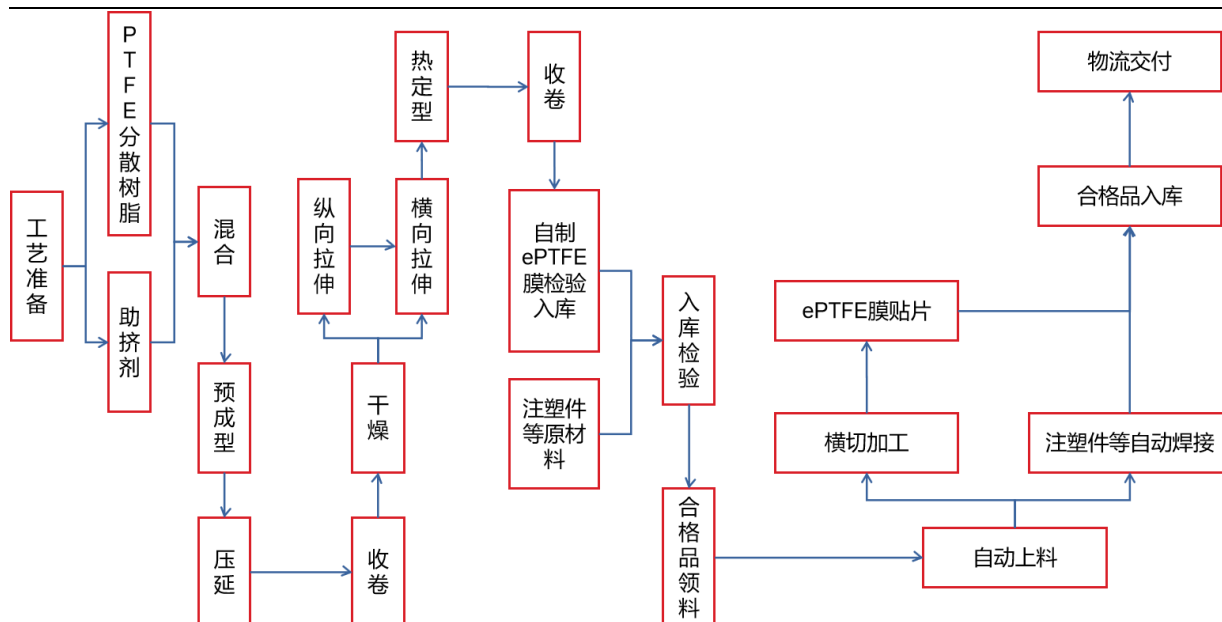 工艺准备
PTFE分散树脂
助挤剂
混合
预成型
压延
收卷
干燥
纵向拉伸
横向拉伸
热定型
收卷
自制
ePTFE
膜检验
入库
注塑件
等原材
料
入库检验
合格品领料
自动上料
横切加工
ePTFE膜贴片
注塑件等自动焊接
合格品入库
物流交付